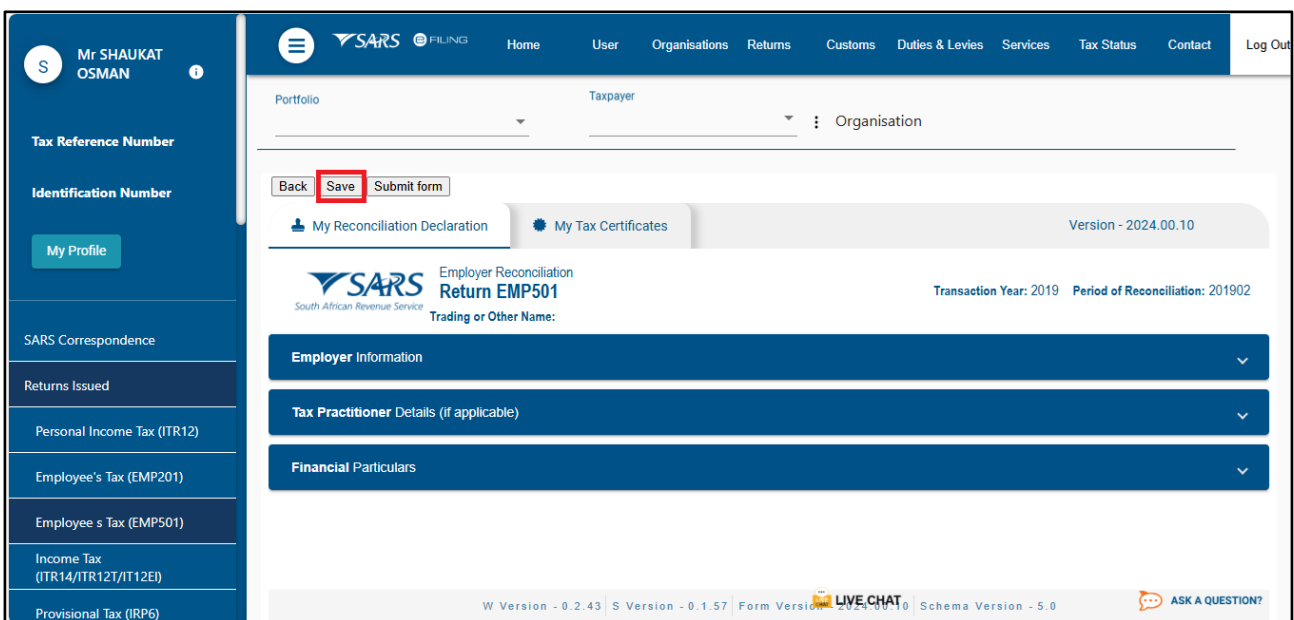 S
Mr SHAUKAT
OSMAN
i
Tax Reference Number
Identification Number
My Profile
SARS Correspondence
Returns Issued
Personal Income Tax (ITR12)
Employee's Tax (EMP201)
Employee s Tax (EMP501)
Income Tax
(ITR14/ITR12T/IT12EI)
Provisional Tax (IRP6)
SARS eFILING Home User Organisations Returns Customs Duties & Levies Services Tax Status Contact Log Out
Portfolio Taxpayer
Organisation
Back Save Submit form
My Reconciliation Declaration My Tax Certificates Version - 2024.00.10
SARS
South African Revenue Service
Employer Reconciliation
Return EMP501
Trading or Other Name:
Transaction Year: 2019 Period of Reconciliation: 201902
Employer Information
Tax Practitioner Details (if applicable)
Financial Particulars
W Version - 0.2.43 S Version - 0.1.57 Form Version - 2024.00.10 Schema Version - 5.0
LIVE CHAT
ASK A QUESTION?